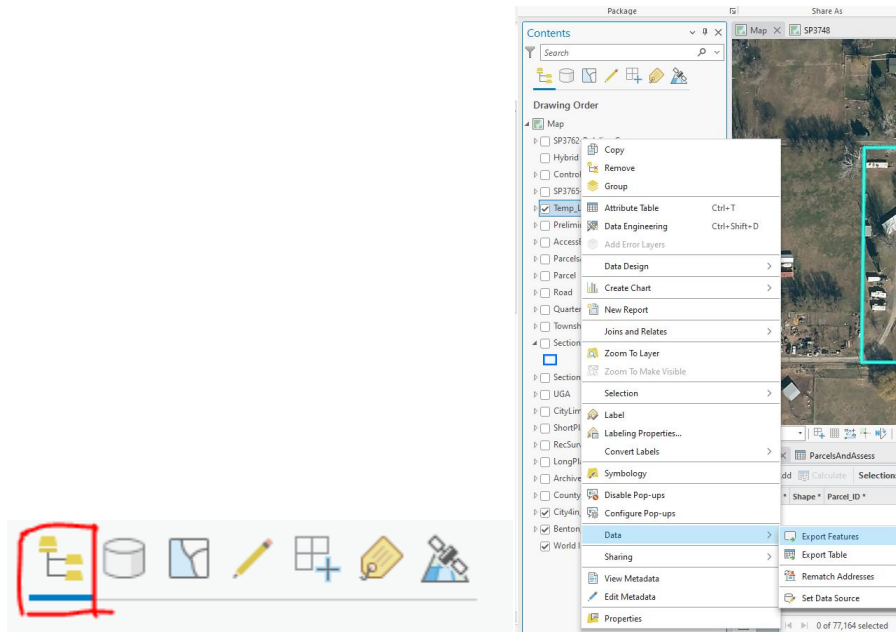 Package
Share As
Contents
Map
SP3748
Search
Drawing Order
Map
SP3762
Hybrid
Control
SP3765
Temp_L
Prelimi
Access
Parcels
Parcel
Road
Quarte
Townsh
Section
Section
UGA
CityLim
ShortPl
RecSur
LongPl
Archive
County
City4in
Benton
World I
Copy
Remove
Group
Attribute Table Ctrl+T
Data Engineering Ctrl+Shift+D
Add Error Layers
Data Design
Create Chart
New Report
Joins and Relates
Zoom To Layer
Zoom To Make Visible
Selection
Label
Labeling Properties...
Convert Labels
Symbology
Disable Pop-ups
Configure Pop-ups
Data
Sharing
View Metadata
Edit Metadata
Properties
Export Features
Export Table
Rematch Addresses
Set Data Source
ParcelsAndAssess
dd Calculate Selection:
* Shape * Parcel_ID *
0 of 77,164 selected